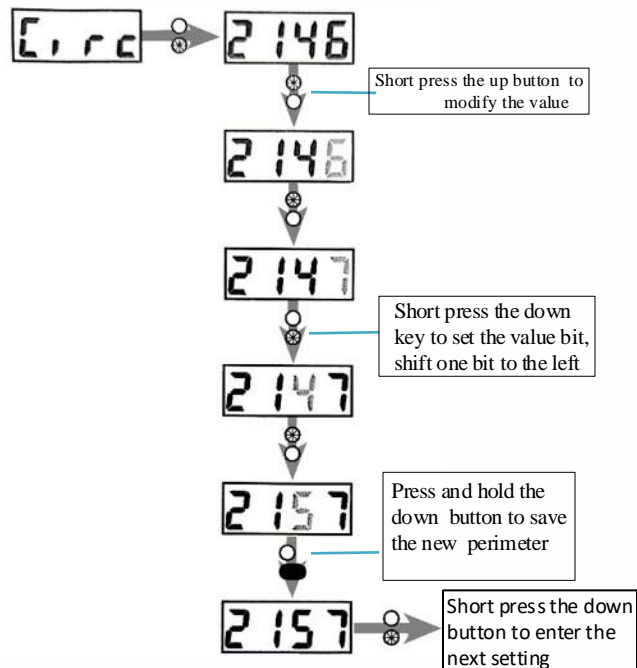 Circ
2146
Short press the up button to
modify the value
2146
2147
Short press the down
key to set the value bit,
shift one bit to the left
2147
2157
Press and hold the
down button to save
the new perimeter
2157
Short press the down
button to enter the
next setting